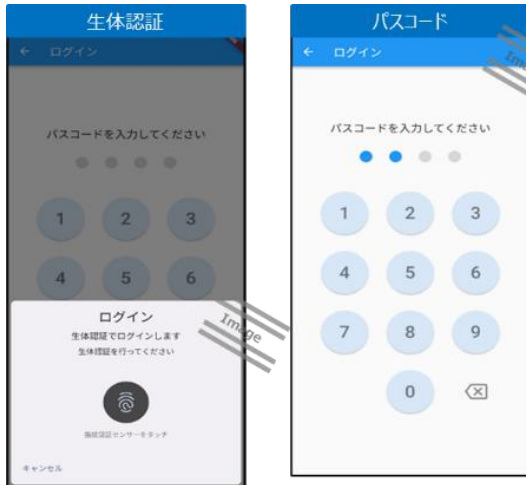 生体認証
← ログイン
パスコードを入力してください
1 2 3
4 5 6
ログイン
生体認証でログインします
生体認証を行ってください
指紋認証センサーをタッチ
キャンセル
Image
パスコード
← ログイン
パスコードを入力してください
1 2 3
4 5 6
7 8 9
0